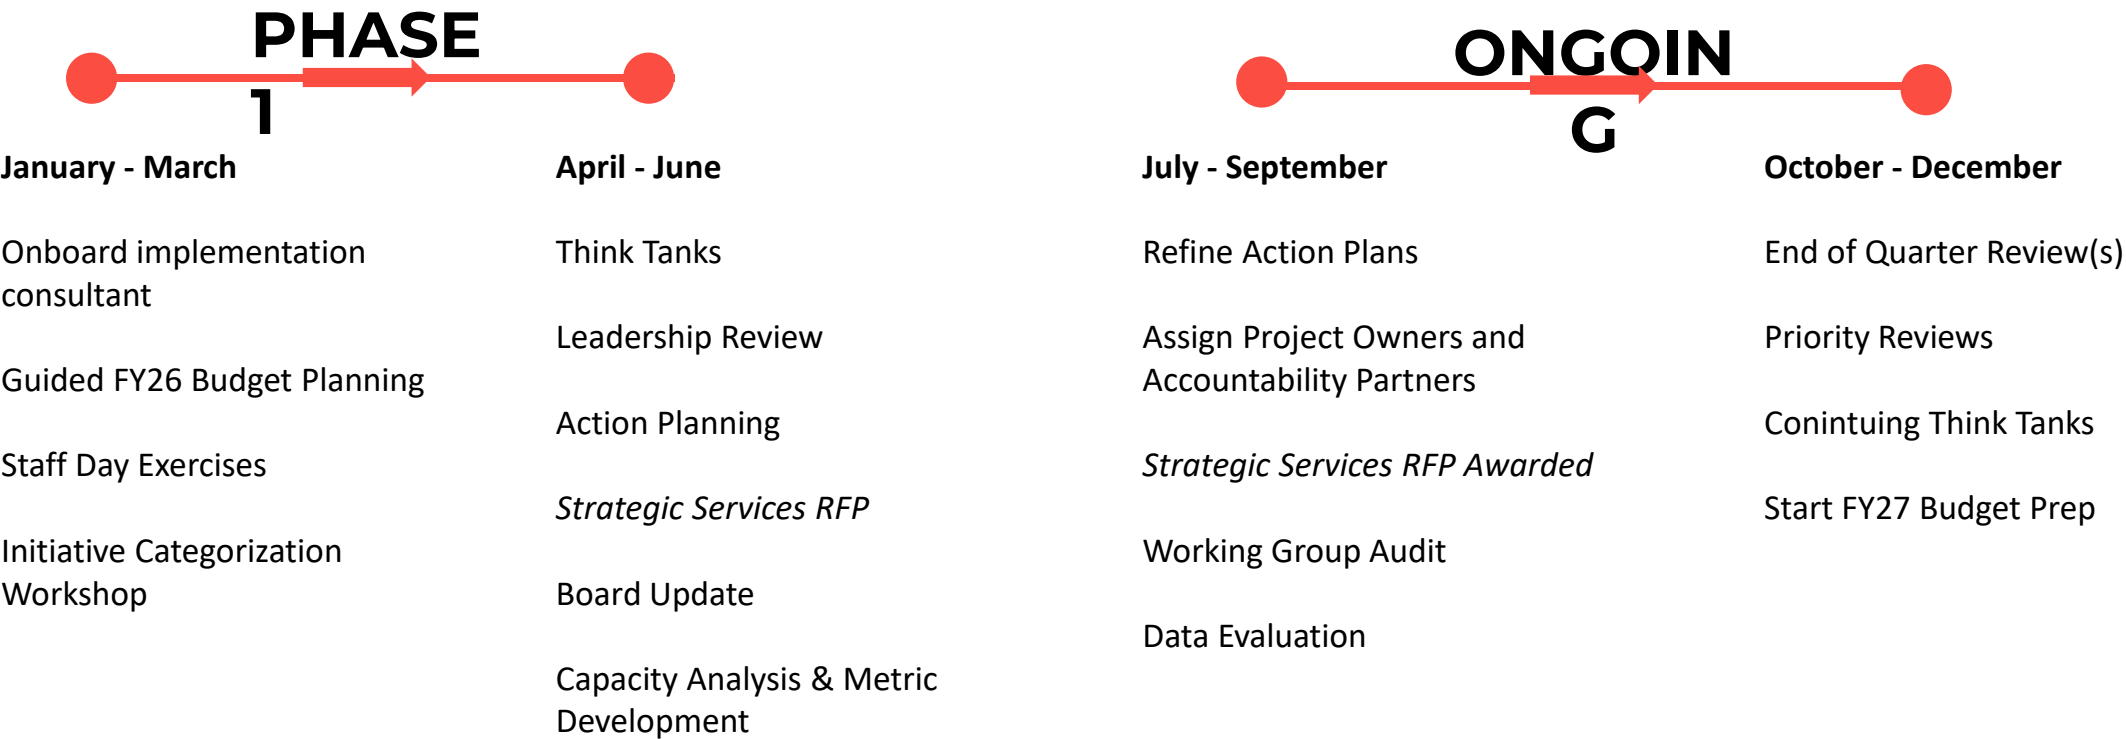 PHASE
1
January - March
Onboard implementation
consultant
Guided FY26 Budget Planning
Staff Day Exercises
Initiative Categorization
Workshop
April - June
Think Tanks
Leadership Review
Action Planning
Strategic Services RFP
Board Update
Capacity Analysis & Metric
Development
ONGOIN
G
July - September
Refine Action Plans
Assign Project Owners and
Accountability Partners
Strategic Services RFP Awarded
Working Group Audit
Data Evaluation
October - December
End of Quarter Review(s)
Priority Reviews
Conintuing Think Tanks
Start FY27 Budget Prep